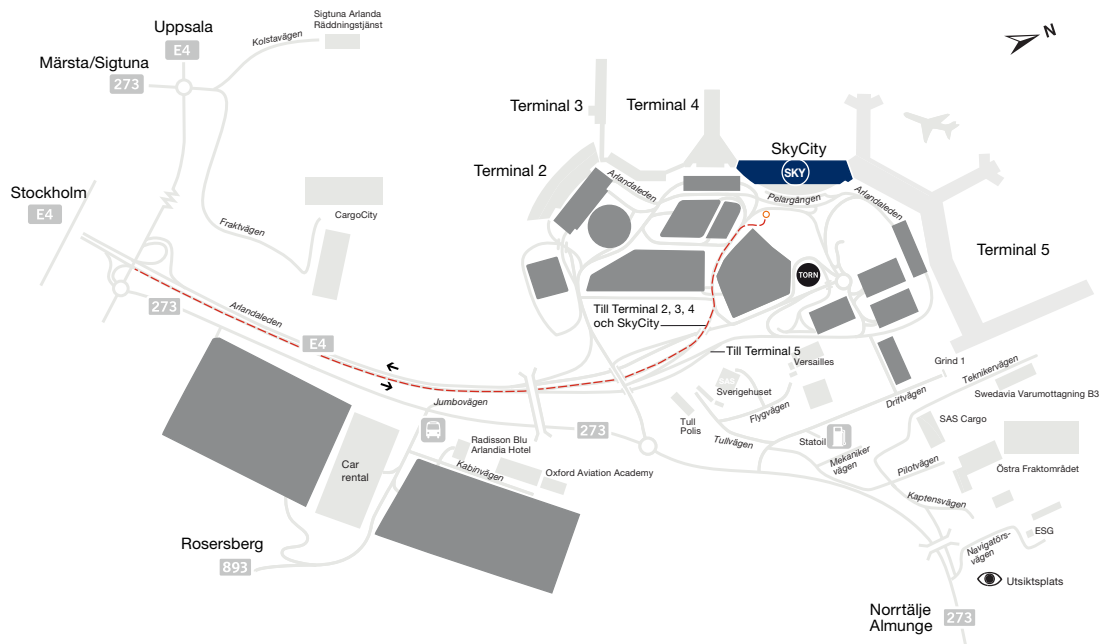 Sigtuna Arlanda
Räddningstjänst
Uppsala
E4
Kolstavägen
Märsta/Sigtuna
273
N
Terminal 3
Terminal 4
SkyCity
SKY
Terminal 2
Arlandaleden
Pelargången
Arlandaleden
Stockholm
E4
CargoCity
Fraktvägen
Terminal 5
TORN
273
Arlandaleden
E4
Till Terminal 2, 3, 4
och SkyCity
Till Terminal 5
Versailles
Grind 1
Teknikervägen
Swedavia Varumottagning B3
Sverigehuset
Driftvägen
Jumbovägen
Flygvägen
Tull
Polis
SAS Cargo
273
Tullvägen
Statoil
Radisson Blu
Arlandia Hotel
Mekaniker
vägen
Pilotvägen
Östra Fraktområdet
Car
rental
Kabinvägen
Oxford Aviation Academy
Kaptensvägen
ESG
Navigatörs-
vägen
Rosersberg
893
Utsiktsplats
Norrtälje
Almunge
273